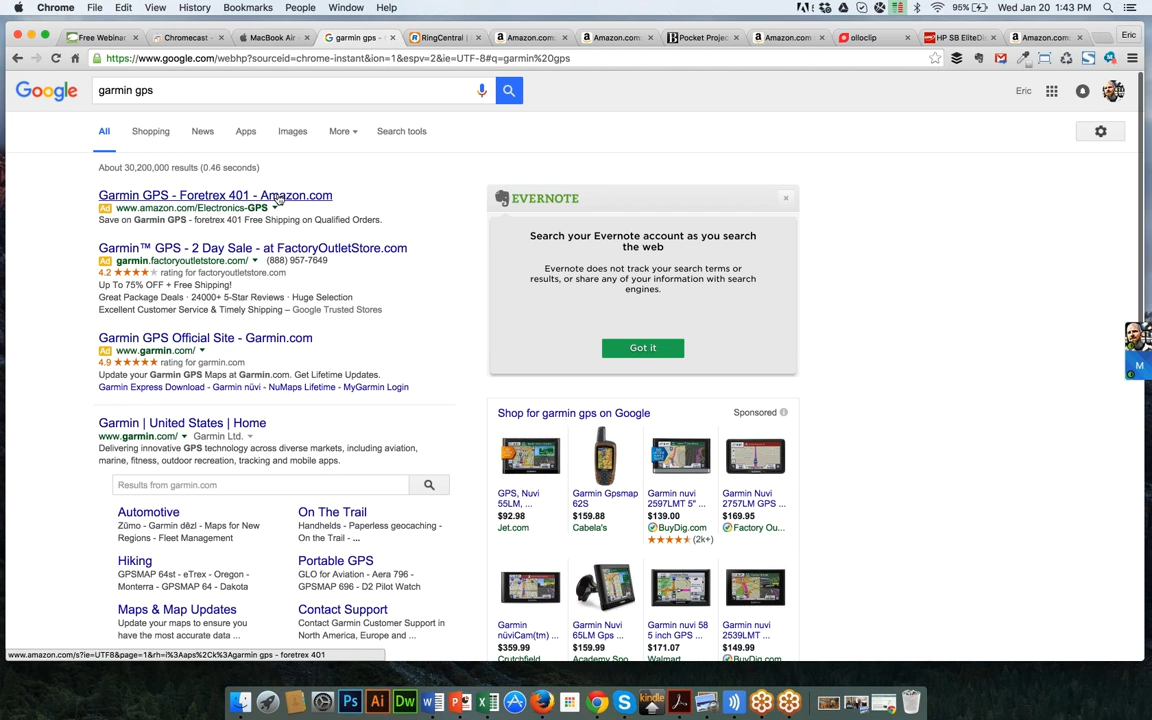 Chrome File Edit View History Bookmarks People Window Help 95% Wed Jan 20 1:43 PM
Free Webinar Chromecast - MacBook Air garmin gps - RingCentral Amazon.com: Amazon.com: Pocket Projec Amazon.com olloclip HP SB EliteDi Amazon.com: Eric
https://www.google.com/webhp?sourceid=chrome-instant&ion=1&espv=2&ie=UTF-8#q=garmin%20gps
Google garmin gps Eric
All Shopping News Apps Images More Search tools
About 30,200,000 results (0.46 seconds)
Garmin GPS - Foretrex 401 - Amazon.com
Ad www.amazon.com/Electronics-GPS
Save on Garmin GPS - foretrex 401 Free Shipping on Qualified Orders.
Garmin™ GPS - 2 Day Sale - at FactoryOutletStore.com
Ad garmin.factoryoutletstore.com/ (888) 957-7649
4.2 ★★★★★ rating for factoryoutletstore.com
Up To 75% OFF + Free Shipping!
Great Package Deals · 24000+ 5-Star Reviews · Huge Selection
Excellent Customer Service & Timely Shipping – Google Trusted Stores
Garmin GPS Official Site - Garmin.com
Ad www.garmin.com/
4.9 ★★★★★ rating for garmin.com
Update your Garmin GPS Maps at Garmin.com. Get Lifetime Updates.
Garmin Express Download - Garmin nüvi - NuMaps Lifetime - MyGarmin Login
Garmin | United States | Home
www.garmin.com/ Garmin Ltd.
Delivering innovative GPS technology across diverse markets, including aviation,
marine, fitness, outdoor recreation, tracking and mobile apps.
Results from garmin.com
Automotive
Zūmo - Garmin dēzl - Maps for New
Regions - Fleet Management
On The Trail
Handhelds - Paperless geocaching -
On the Trail - ...
Hiking
GPSMAP 64st - eTrex - Oregon -
Monterra - GPSMAP 64 - Dakota
Portable GPS
GLO for Aviation - Aera 796 -
GPSMAP 696 - D2 Pilot Watch
Maps & Map Updates
Update your maps to ensure you
have the most accurate data ...
Contact Support
Contact Garmin Customer Support in
North America, Europe and ...
EVERNOTE
Search your Evernote account as you search
the web
Evernote does not track your search terms or
results, or share any of your information with search
engines.
Got it
Shop for garmin gps on Google Sponsored
GPS, Nuvi
55LM, ...
$92.98
Jet.com
Garmin Gpsmap
62S
$159.88
Cabela's
Garmin nuvi
2597LMT 5" ...
$139.00
BuyDig.com
★★★★★ (2k+)
Garmin Nuvi
2757LM GPS ...
$169.95
Factory Ou...
Garmin
nüviCam(tm) ...
$359.99
Crutchfield
Garmin Nuvi
65LM Gps ...
$159.99
Academy Spo...
Garmin nuvi 58
5 inch GPS ...
$171.07
Walmart
Garmin nuvi
2539LMT ...
$149.99
BuyDig.com
M
www.amazon.com/s?ie=UTF8&page=1&rh=i%3Aaps%2Ck%3Agarmin gps - foretrex 401
Ps Ai Dw kindle